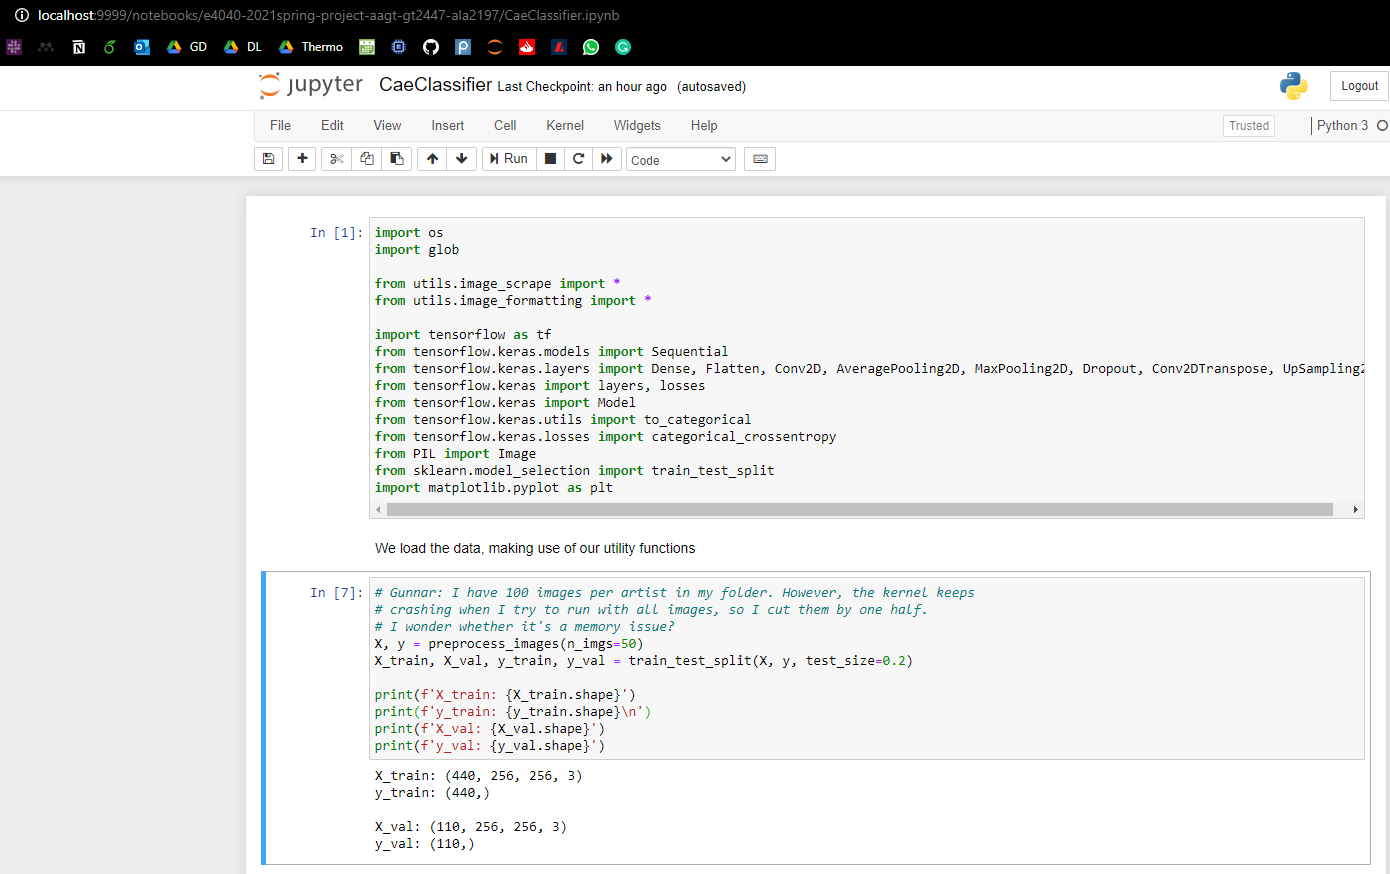 localhost:9999/notebooks/e4040-2021spring-project-aagt-gt2447-ala2197/CaeClassifier.ipynb
GD DL Thermo
jupyter CaeClassifier Last Checkpoint: an hour ago (autosaved)
Logout
File Edit View Insert Cell Kernel Widgets Help
Trusted Python 3
Run Code
In [1]:
import os
import glob
from utils.image_scrape import *
from utils.image_formatting import *
import tensorflow as tf
from tensorflow.keras.models import Sequential
from tensorflow.keras.layers import Dense, Flatten, Conv2D, AveragePooling2D, MaxPooling2D, Dropout, Conv2DTranspose, UpSampling2
from tensorflow.keras import layers, losses
from tensorflow.keras import Model
from tensorflow.keras.utils import to_categorical
from tensorflow.keras.losses import categorical_crossentropy
from PIL import Image
from sklearn.model_selection import train_test_split
import matplotlib.pyplot as plt
We load the data, making use of our utility functions
In [7]:
# Gunnar: I have 100 images per artist in my folder. However, the kernel keeps
# crashing when I try to run with all images, so I cut them by one half.
# I wonder whether it's a memory issue?
X, y = preprocess_images(n_imgs=50)
X_train, X_val, y_train, y_val = train_test_split(X, y, test_size=0.2)
print(f'X_train: {X_train.shape}')
print(f'y_train: {y_train.shape}\n')
print(f'X_val: {X_val.shape}')
print(f'y_val: {y_val.shape}')
X_train: (440, 256, 256, 3)
y_train: (440,)
X_val: (110, 256, 256, 3)
y_val: (110,)